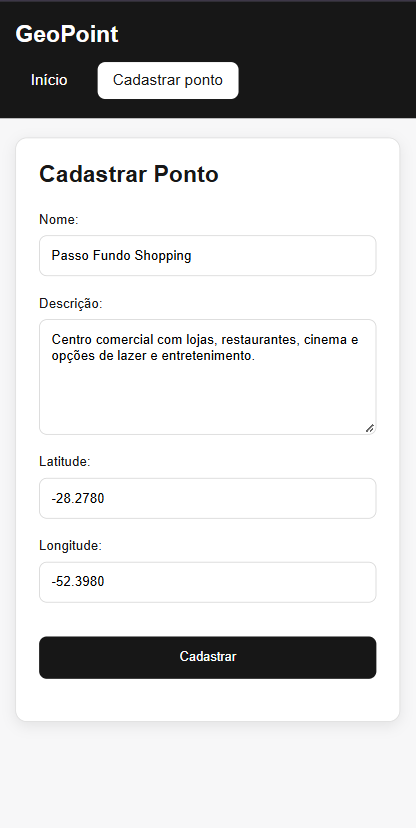 GeoPoint
Início
Cadastrar ponto
Cadastrar Ponto
Nome:
Passo Fundo Shopping
Descrição:
Centro comercial com lojas, restaurantes, cinema e
opções de lazer e entretenimento.
Latitude:
-28.2780
Longitude:
-52.3980
Cadastrar